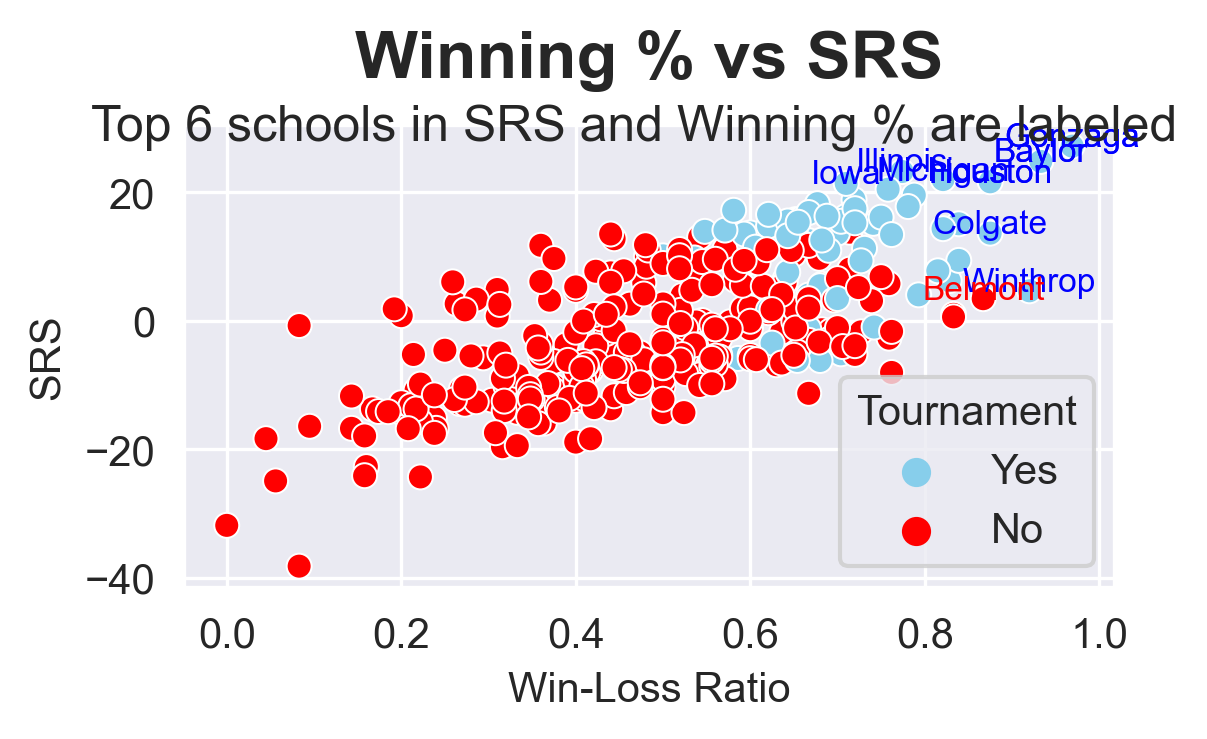 Winning % vs SRS
Top 6 schools in SRS and Winning % are labeled
Gonzaga
Baylor
Illinois
Iowa
Michigan
Houston
Colgate
Winthrop
Belmont
SRS
20
0
−20
−40
Tournament
Yes
No
0.0 0.2 0.4 0.6 0.8 1.0
Win-Loss Ratio